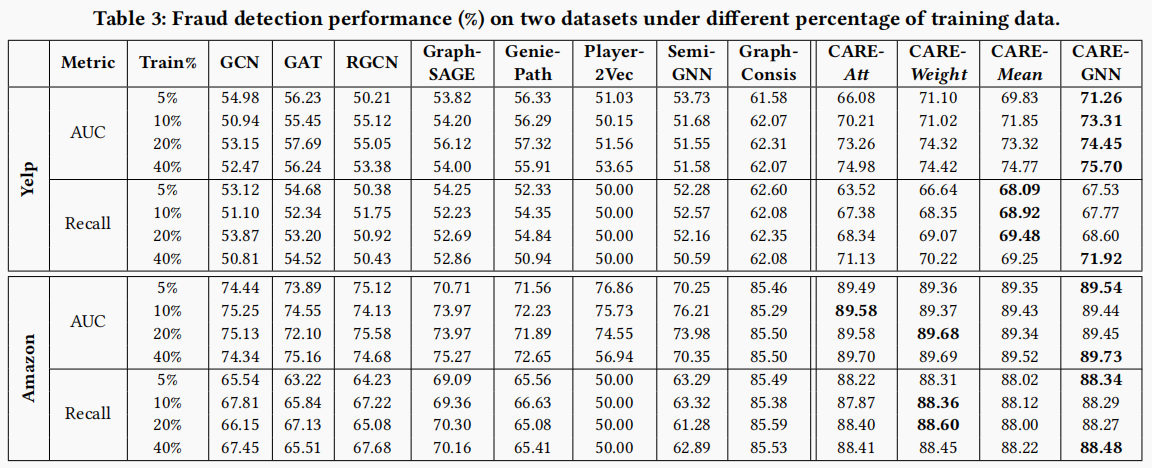 Table 3: Fraud detection performance (%) on two datasets under different percentage of training data.
Metric Train% GCN GAT RGCN Graph-SAGE Genie-Path Player-2Vec Semi-GNN Graph-Consis CARE-Att CARE-Weight CARE-Mean CARE-GNN
Yelp
AUC
5% 54.98 56.23 50.21 53.82 56.33 51.03 53.73 61.58 66.08 71.10 69.83 71.26
10% 50.94 55.45 55.12 54.20 56.29 50.15 51.68 62.07 70.21 71.02 71.85 73.31
20% 53.15 57.69 55.05 56.12 57.32 51.56 51.55 62.31 73.26 74.32 73.32 74.45
40% 52.47 56.24 53.38 54.00 55.91 53.65 51.58 62.07 74.98 74.42 74.77 75.70
Recall
5% 53.12 54.68 50.38 54.25 52.33 50.00 52.28 62.60 63.52 66.64 68.09 67.53
10% 51.10 52.34 51.75 52.23 54.35 50.00 52.57 62.08 67.38 68.35 68.92 67.77
20% 53.87 53.20 50.92 52.69 54.84 50.00 52.16 62.35 68.34 69.07 69.48 68.60
40% 50.81 54.52 50.43 52.86 50.94 50.00 50.59 62.08 71.13 70.22 69.25 71.92
Amazon
AUC
5% 74.44 73.89 75.12 70.71 71.56 76.86 70.25 85.46 89.49 89.36 89.35 89.54
10% 75.25 74.55 74.13 73.97 72.23 75.73 76.21 85.29 89.58 89.37 89.43 89.44
20% 75.13 72.10 75.58 73.97 71.89 74.55 73.98 85.50 89.58 89.68 89.34 89.45
40% 74.34 75.16 74.68 75.27 72.65 56.94 70.35 85.50 89.70 89.69 89.52 89.73
Recall
5% 65.54 63.22 64.23 69.09 65.56 50.00 63.29 85.49 88.22 88.31 88.02 88.34
10% 67.81 65.84 67.22 69.36 66.63 50.00 63.32 85.38 87.87 88.36 88.12 88.29
20% 66.15 67.13 65.08 70.30 65.08 50.00 61.28 85.59 88.40 88.60 88.00 88.27
40% 67.45 65.51 67.68 70.16 65.41 50.00 62.89 85.53 88.41 88.45 88.22 88.48